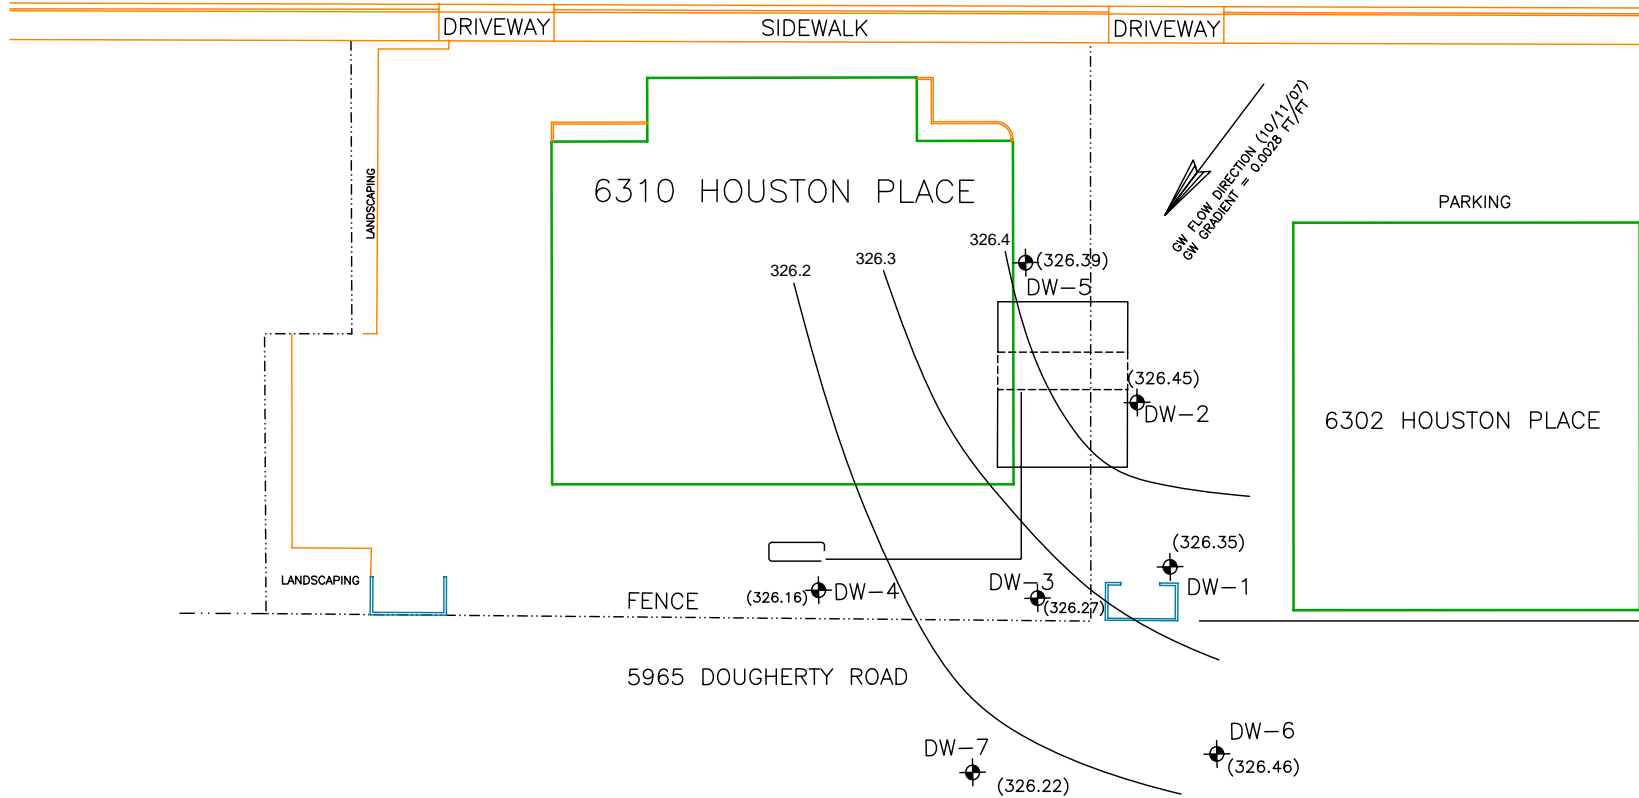 DRIVEWAY
SIDEWALK
DRIVEWAY
LANDSCAPING
6310 HOUSTON PLACE
GW FLOW DIRECTION (10/11/07)
GW GRADIENT = 0.0028 FT/FT
PARKING
326.2
326.3
326.4
(326.39)
DW-5
(326.45)
DW-2
6302 HOUSTON PLACE
(326.35)
DW-1
LANDSCAPING
FENCE
(326.16)
DW-4
DW-3
(326.27)
5965 DOUGHERTY ROAD
DW-7
(326.22)
DW-6
(326.46)